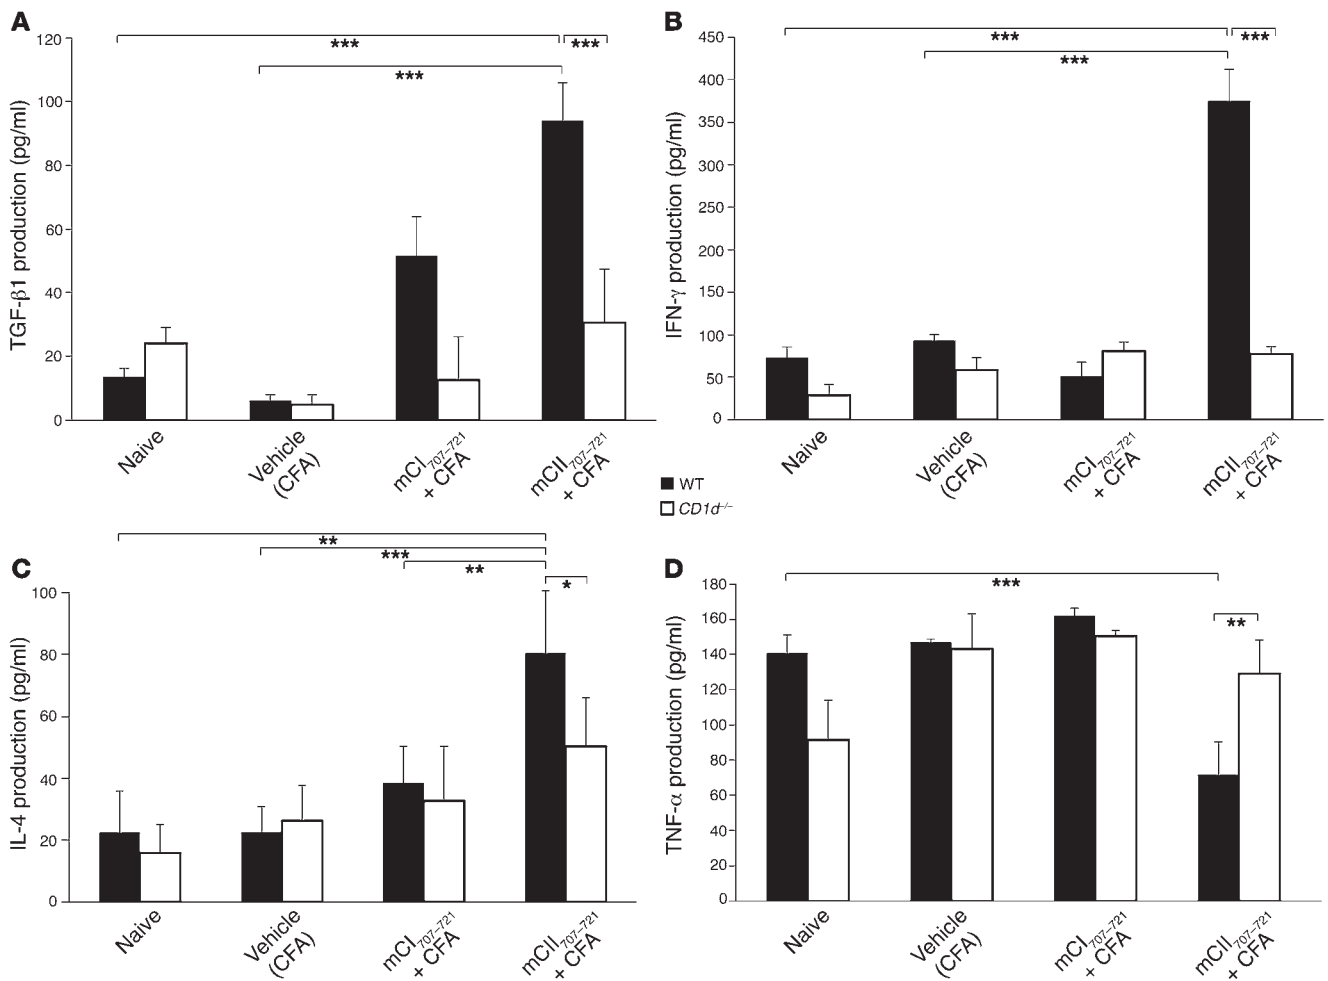 A
TGF-β1 production (pg/ml)
120
100
80
60
40
20
0
***
***
***
Naive
Vehicle
(CFA)
mCI707–721
+ CFA
mCII707–721
+ CFA
B
IFN-γ production (pg/ml)
450
400
350
300
250
200
150
100
50
0
***
***
***
Naive
Vehicle
(CFA)
mCI707–721
+ CFA
mCII707–721
+ CFA
WT
CD1d–/–
C
IL-4 production (pg/ml)
100
80
60
40
20
0
**
***
**
*
Naive
Vehicle
(CFA)
mCI707–721
+ CFA
mCII707–721
+ CFA
D
TNF-α production (pg/ml)
180
160
140
120
100
80
60
40
20
0
***
**
Naive
Vehicle
(CFA)
mCI707–721
+ CFA
mCII707–721
+ CFA